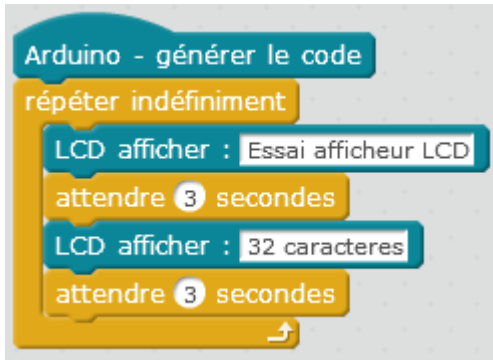 Arduino - générer le code
répéter indéfiniment
LCD afficher : Essai afficheur LCD
attendre 3 secondes
LCD afficher : 32 caracteres
attendre 3 secondes